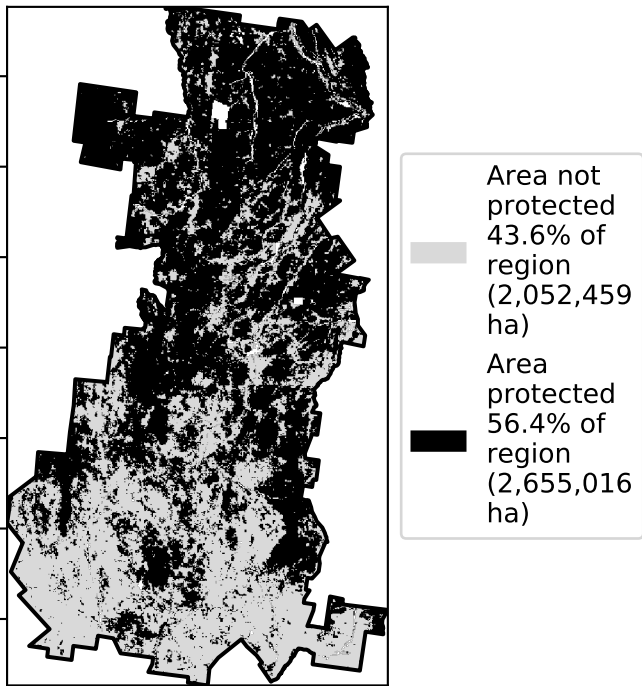 Area not
protected
43.6% of
region
(2,052,459
ha)
Area
protected
56.4% of
region
(2,655,016
ha)